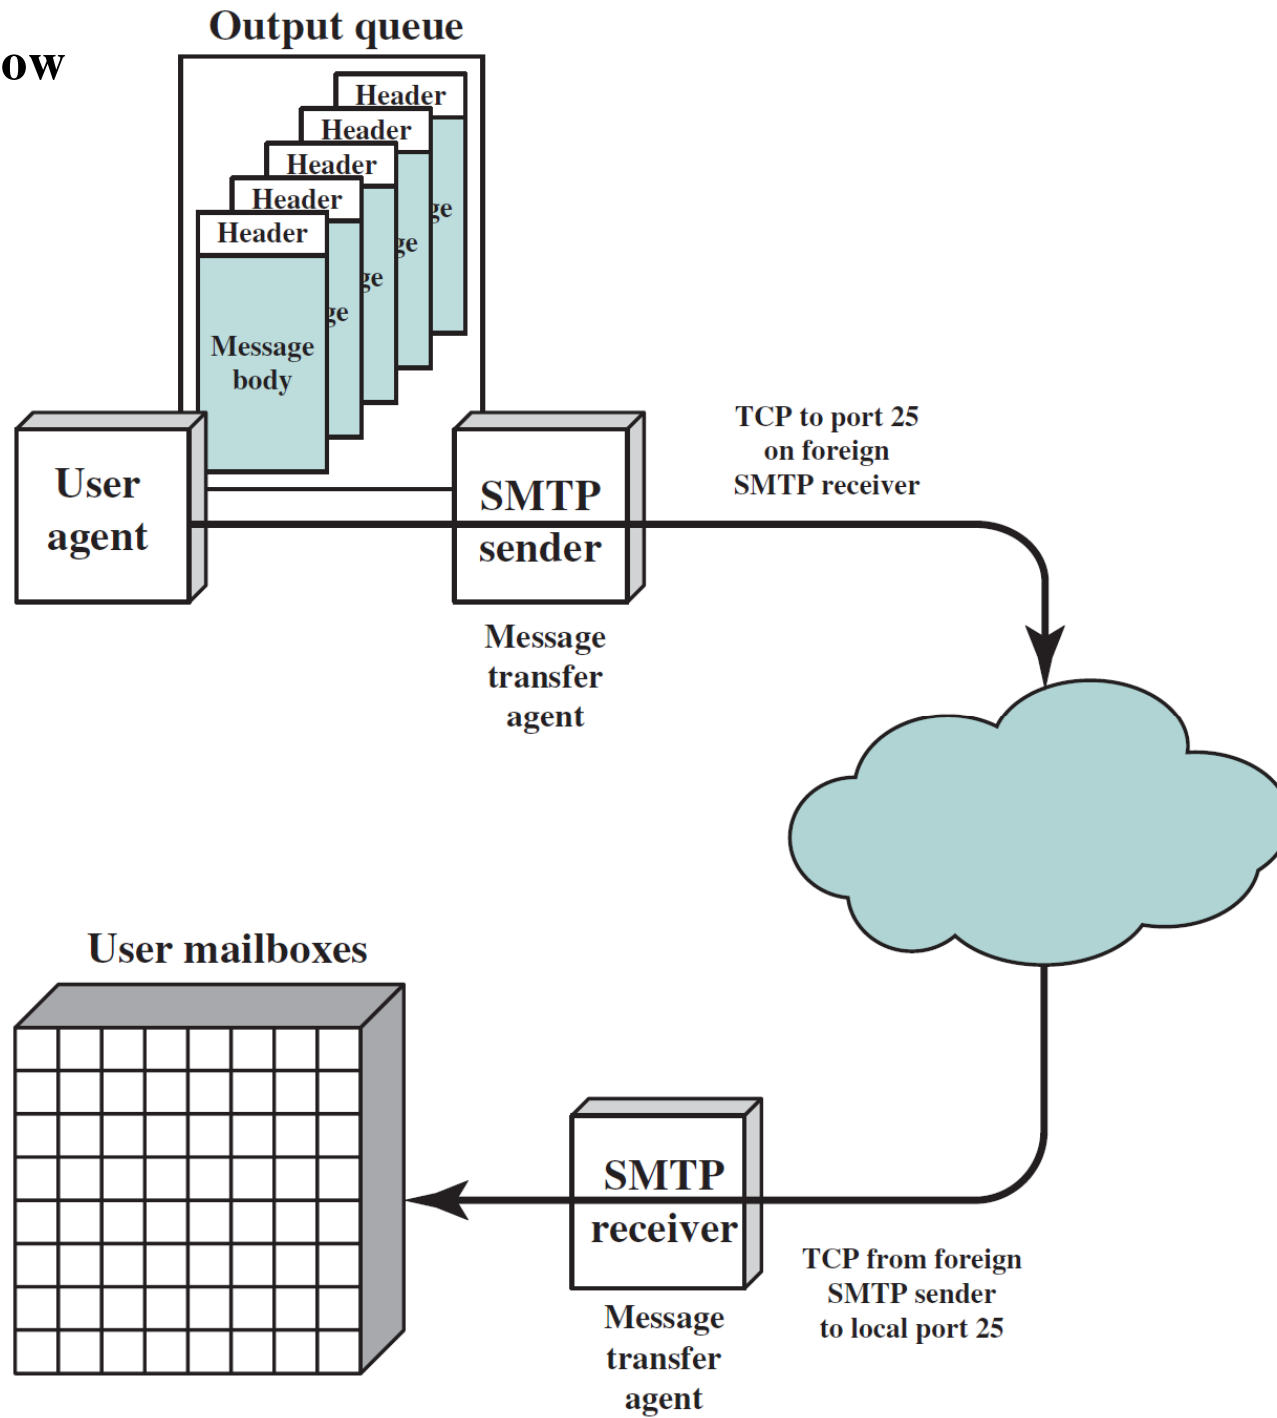 Output queue
ow
Header
Header
Header
Header
Header
ge
ge
ge
ge
Message
body
User
agent
SMTP
sender
TCP to port 25
on foreign
SMTP receiver
Message
transfer
agent
User mailboxes
SMTP
receiver
TCP from foreign
SMTP sender
to local port 25
Message
transfer
agent